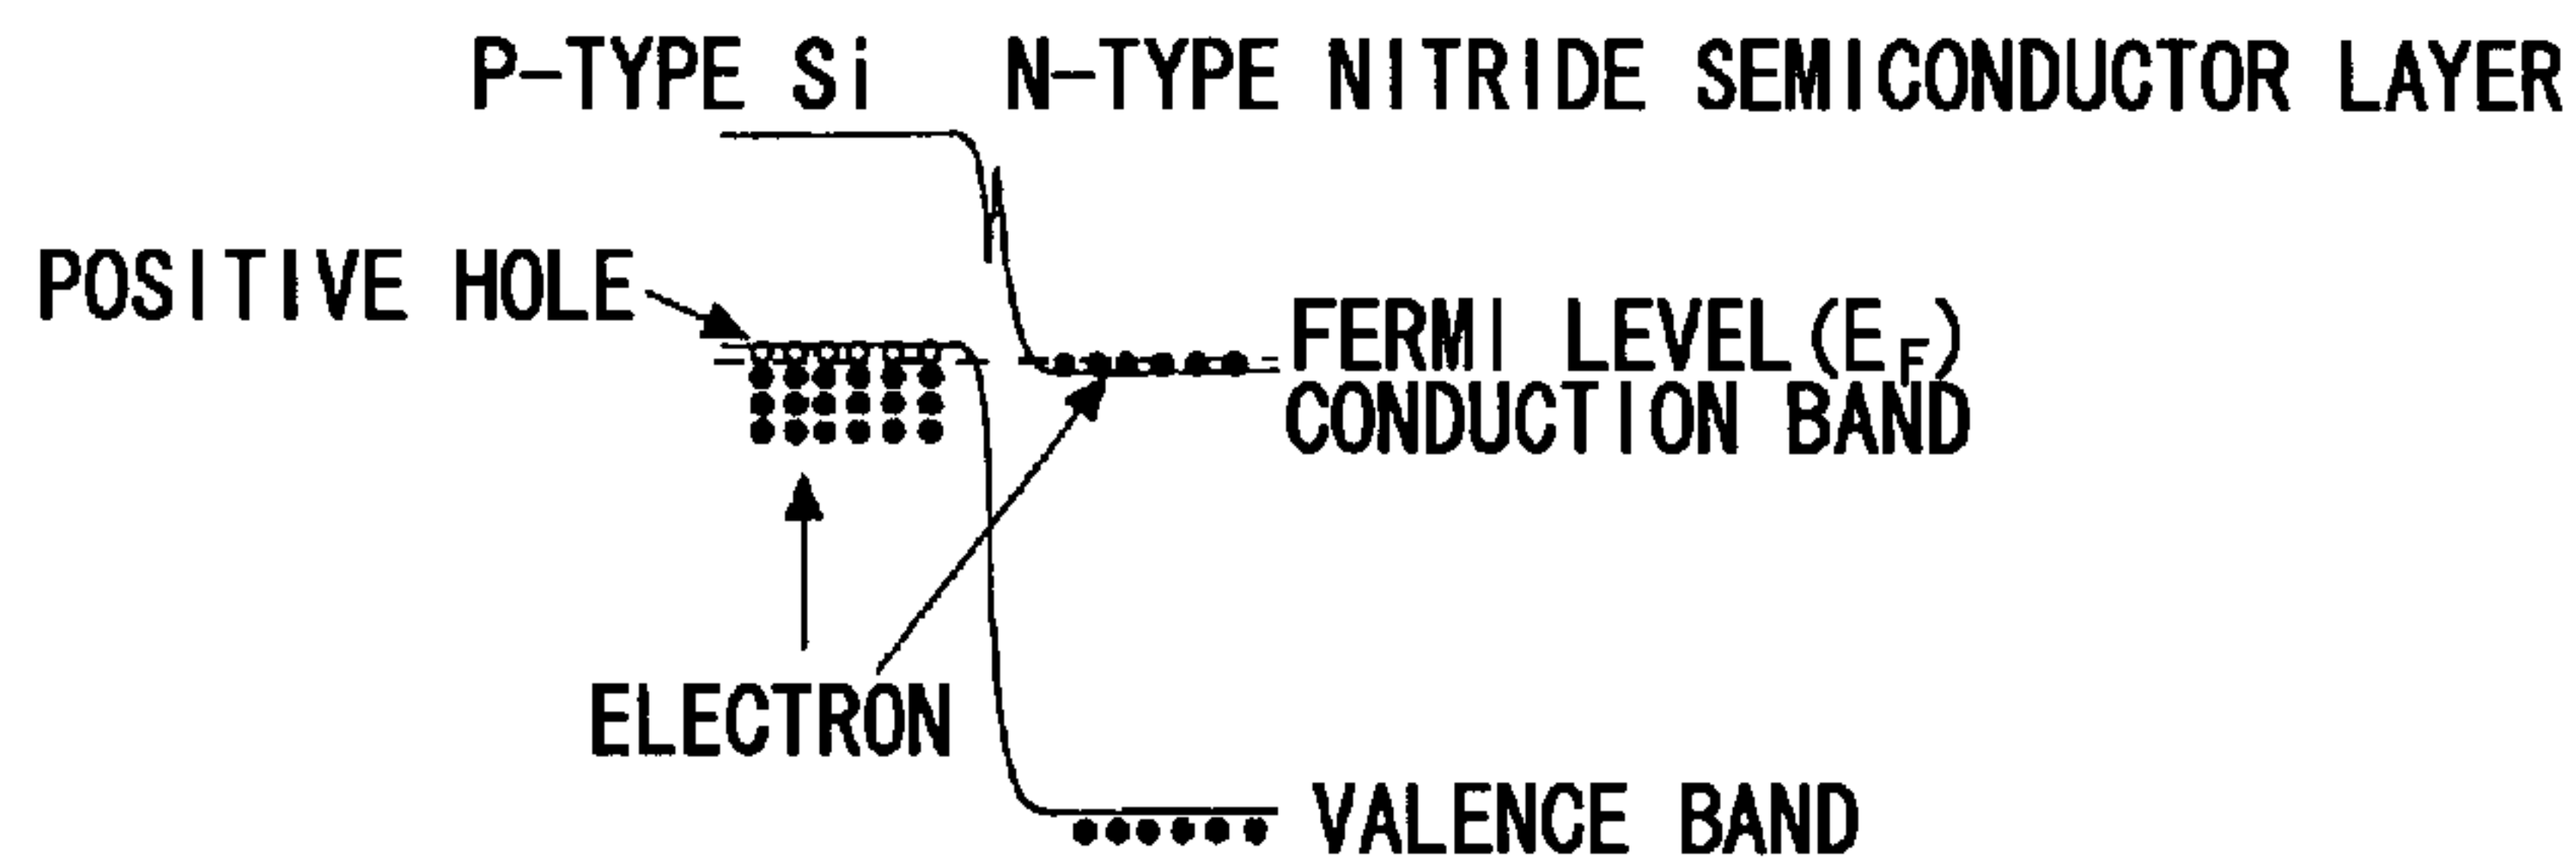 P-TYPE Si N-TYPE NITRIDE SEMICONDUCTOR LAYER
POSITIVE HOLE
FERMI LEVEL(EF)
CONDUCTION BAND
ELECTRON
VALENCE BAND